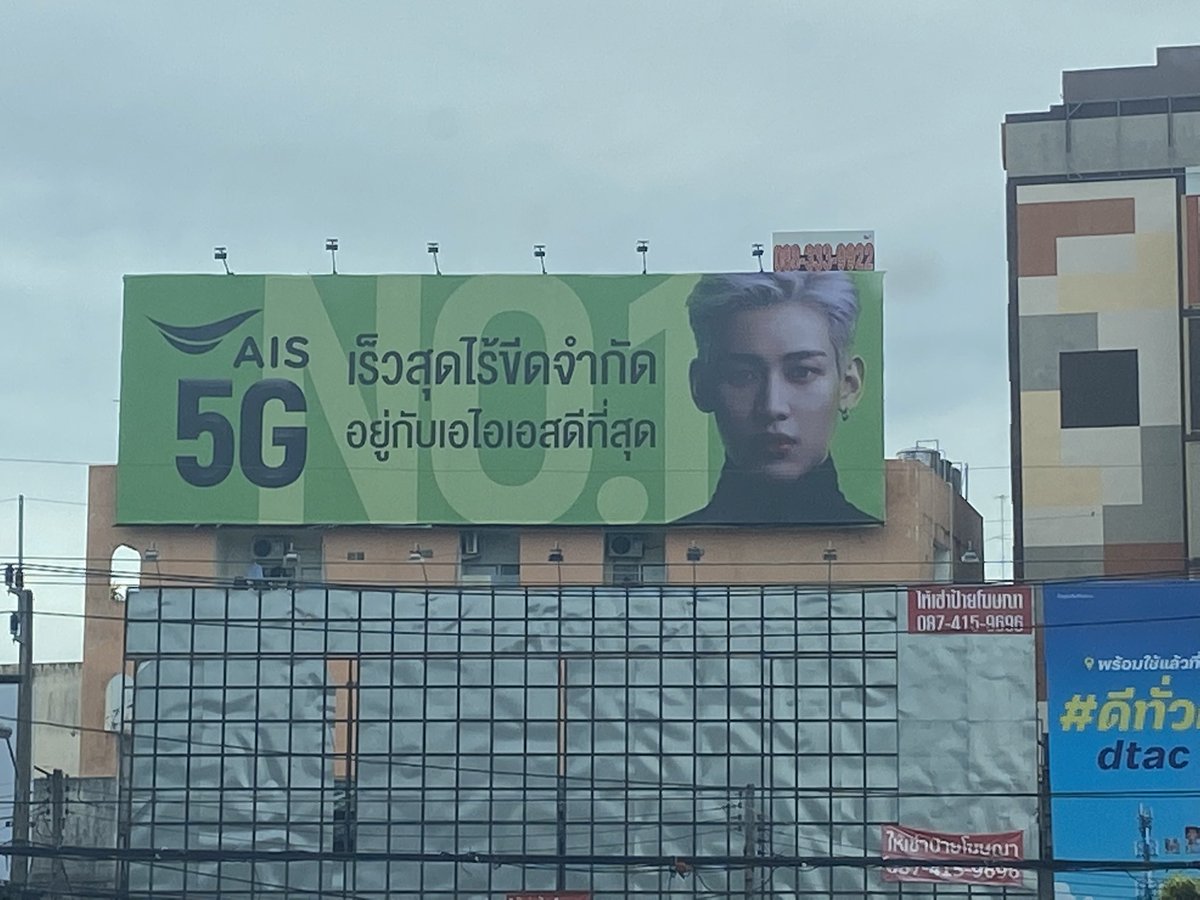 NO.1
AIS
5G
เร็วสุดไร้ขีดจำกัด
อยู่กับเอไอเอสดีที่สุด
ให้เช่าป้ายโฆษณา
087-415-9696
พร้อมใช้แล้วที่
#ดีทั่ว
dtac
ให้เช่าป้ายโฆษณา
087-415-9696